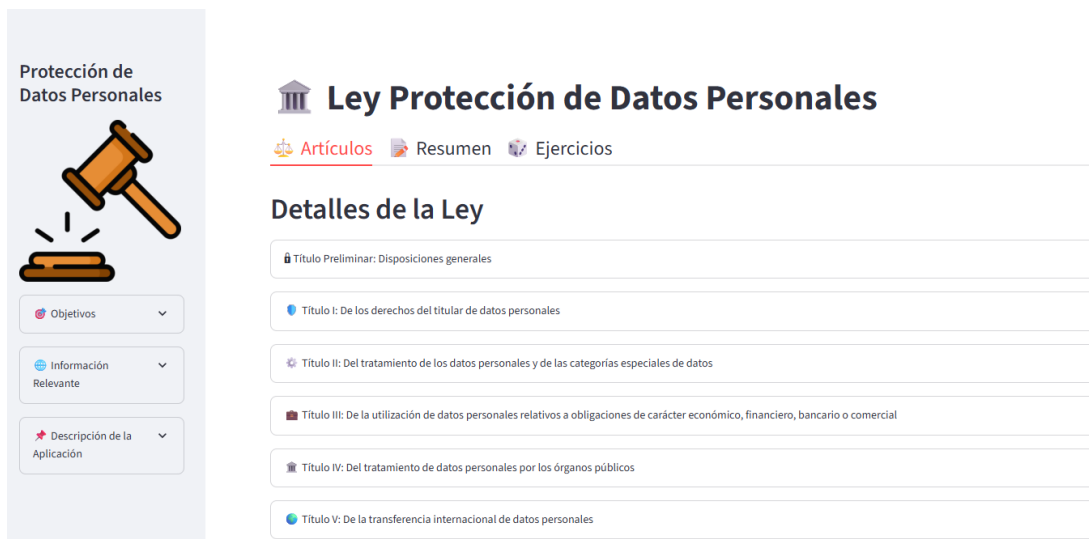 Protección de
Datos Personales
Objetivos
Información
Relevante
Descripción de la
Aplicación
Ley Protección de Datos Personales
Artículos Resumen Ejercicios
Detalles de la Ley
Título Preliminar: Disposiciones generales
Título I: De los derechos del titular de datos personales
Título II: Del tratamiento de los datos personales y de las categorías especiales de datos
Título III: De la utilización de datos personales relativos a obligaciones de carácter económico, financiero, bancario o comercial
Título IV: Del tratamiento de datos personales por los órganos públicos
Título V: De la transferencia internacional de datos personales